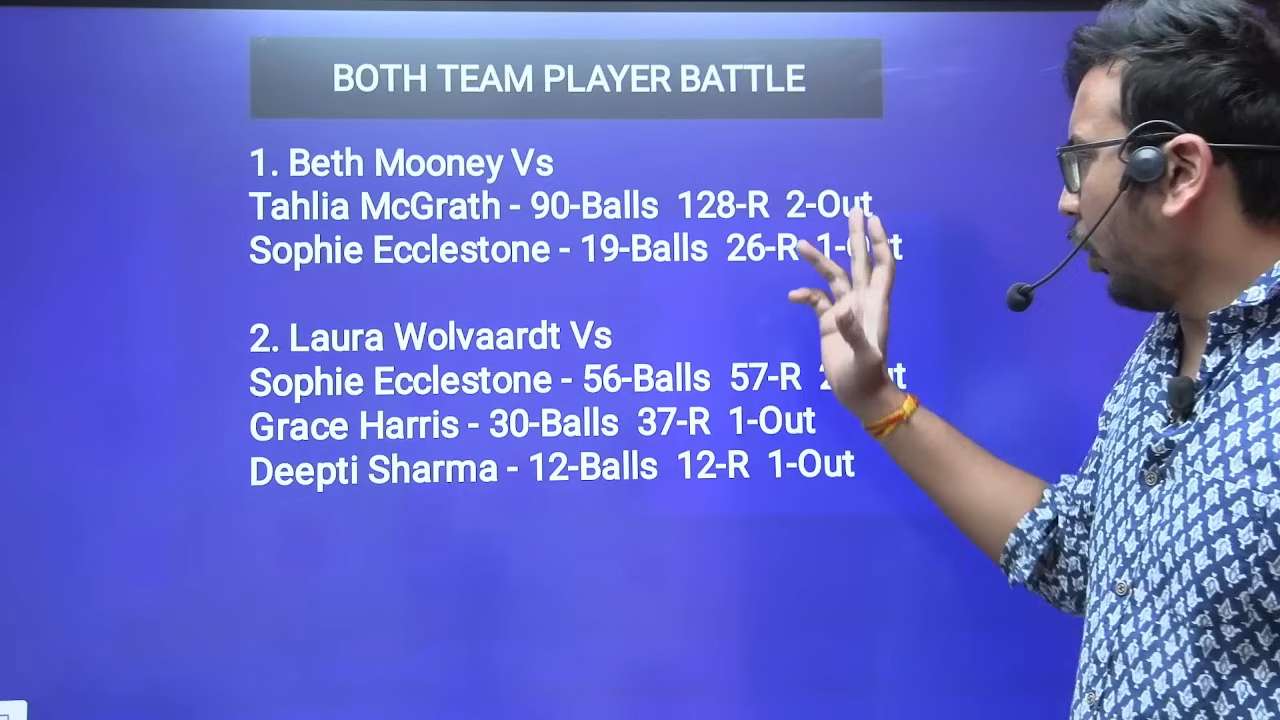 BOTH TEAM PLAYER BATTLE
1. Beth Mooney Vs
Tahlia McGrath - 90-Balls 128-R 2-Out
Sophie Ecclestone - 19-Balls 26-R 1-Out
2. Laura Wolvaardt Vs
Sophie Ecclestone - 56-Balls 57-R
Grace Harris - 30-Balls 37-R 1-Out
Deepti Sharma - 12-Balls 12-R 1-Out